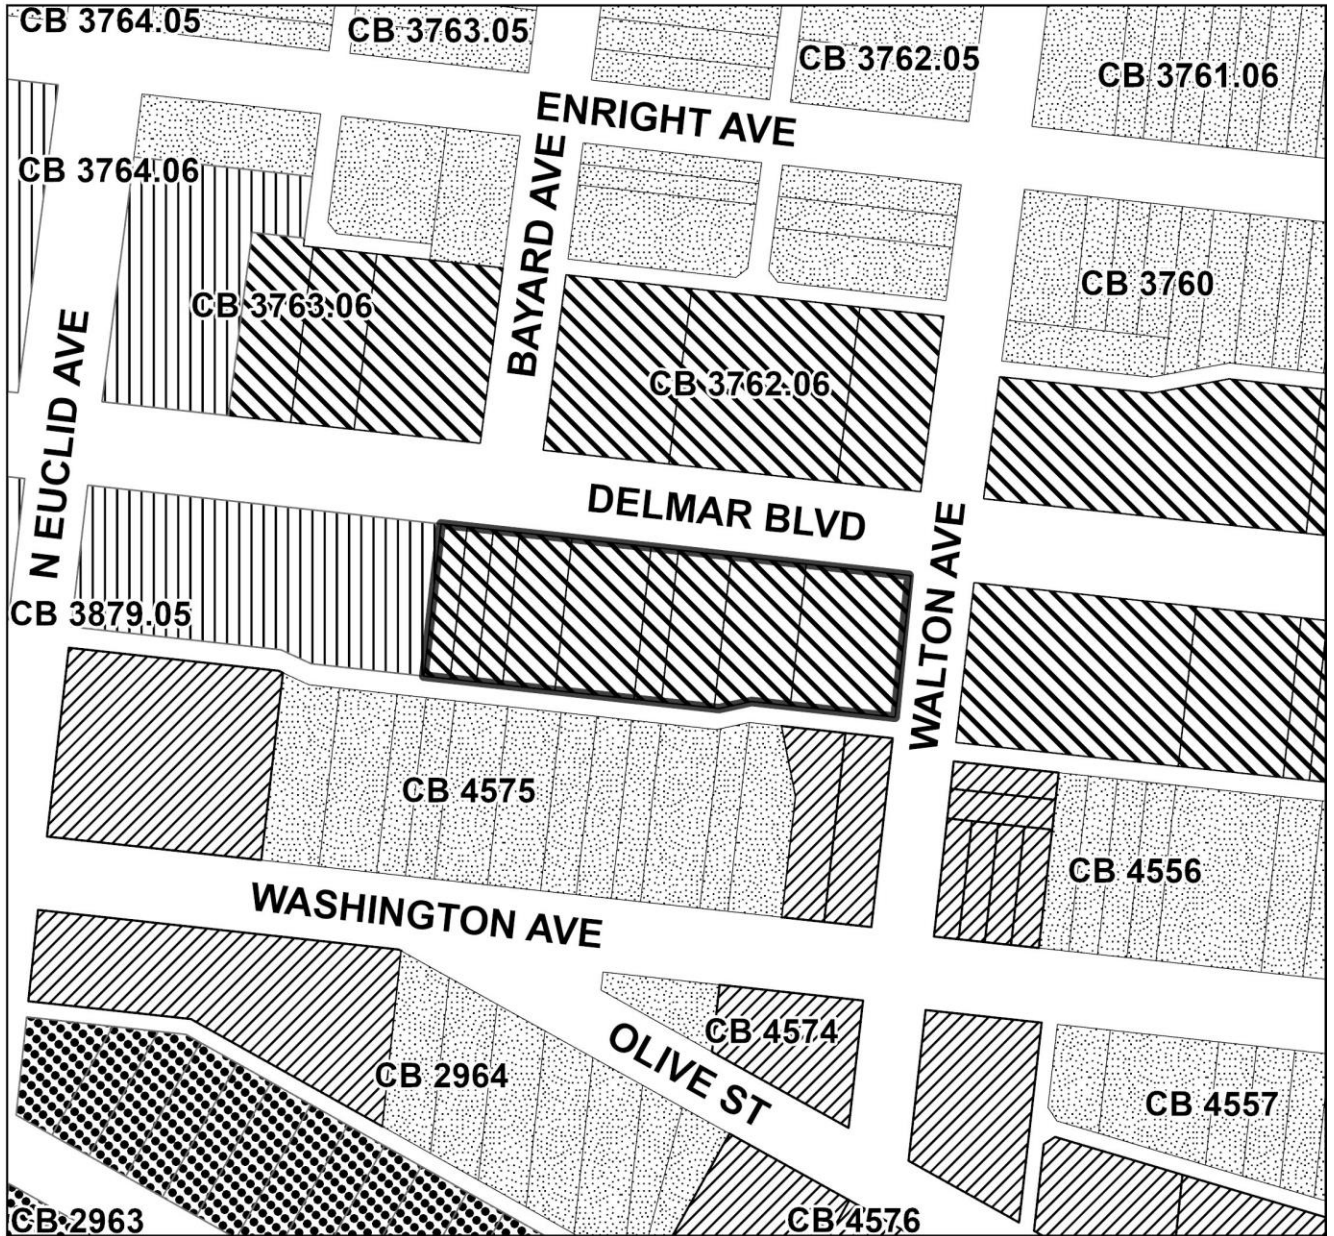 CB 3764.05
CB 3763.05
CB 3762.05
CB 3761.06
ENRIGHT AVE
CB 3764.06
BAYARD AVE
CB 3760
CB 3763.06
CB 3762.06
N EUCLID AVE
DELMAR BLVD
WALTON AVE
CB 3879.05
CB 4575
CB 4556
WASHINGTON AVE
CB 4574
OLIVE ST
CB 2964
CB 4557
CB 2963
CB 4576